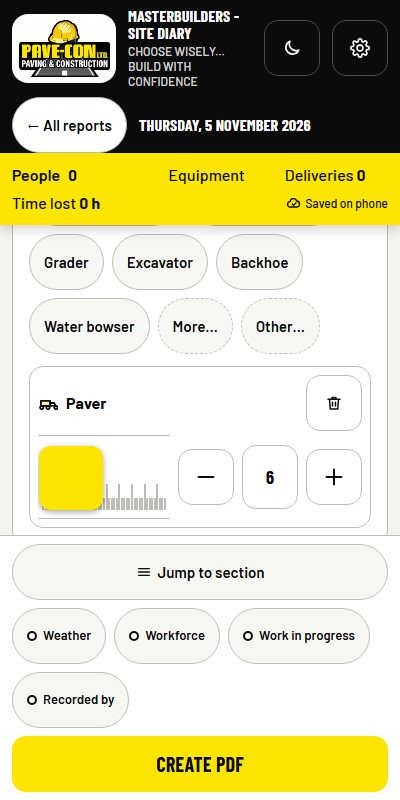 PAVE-CON LTD.
PAVING & CONSTRUCTION
MASTERBUILDERS -
SITE DIARY
CHOOSE WISELY...
BUILD WITH
CONFIDENCE
← All reports
THURSDAY, 5 NOVEMBER 2026
People 0 Equipment Deliveries 0
Time lost 0 h Saved on phone
Grader Excavator Backhoe
Water bowser More... Other...
Paver
6
Jump to section
Weather Workforce Work in progress
Recorded by
CREATE PDF